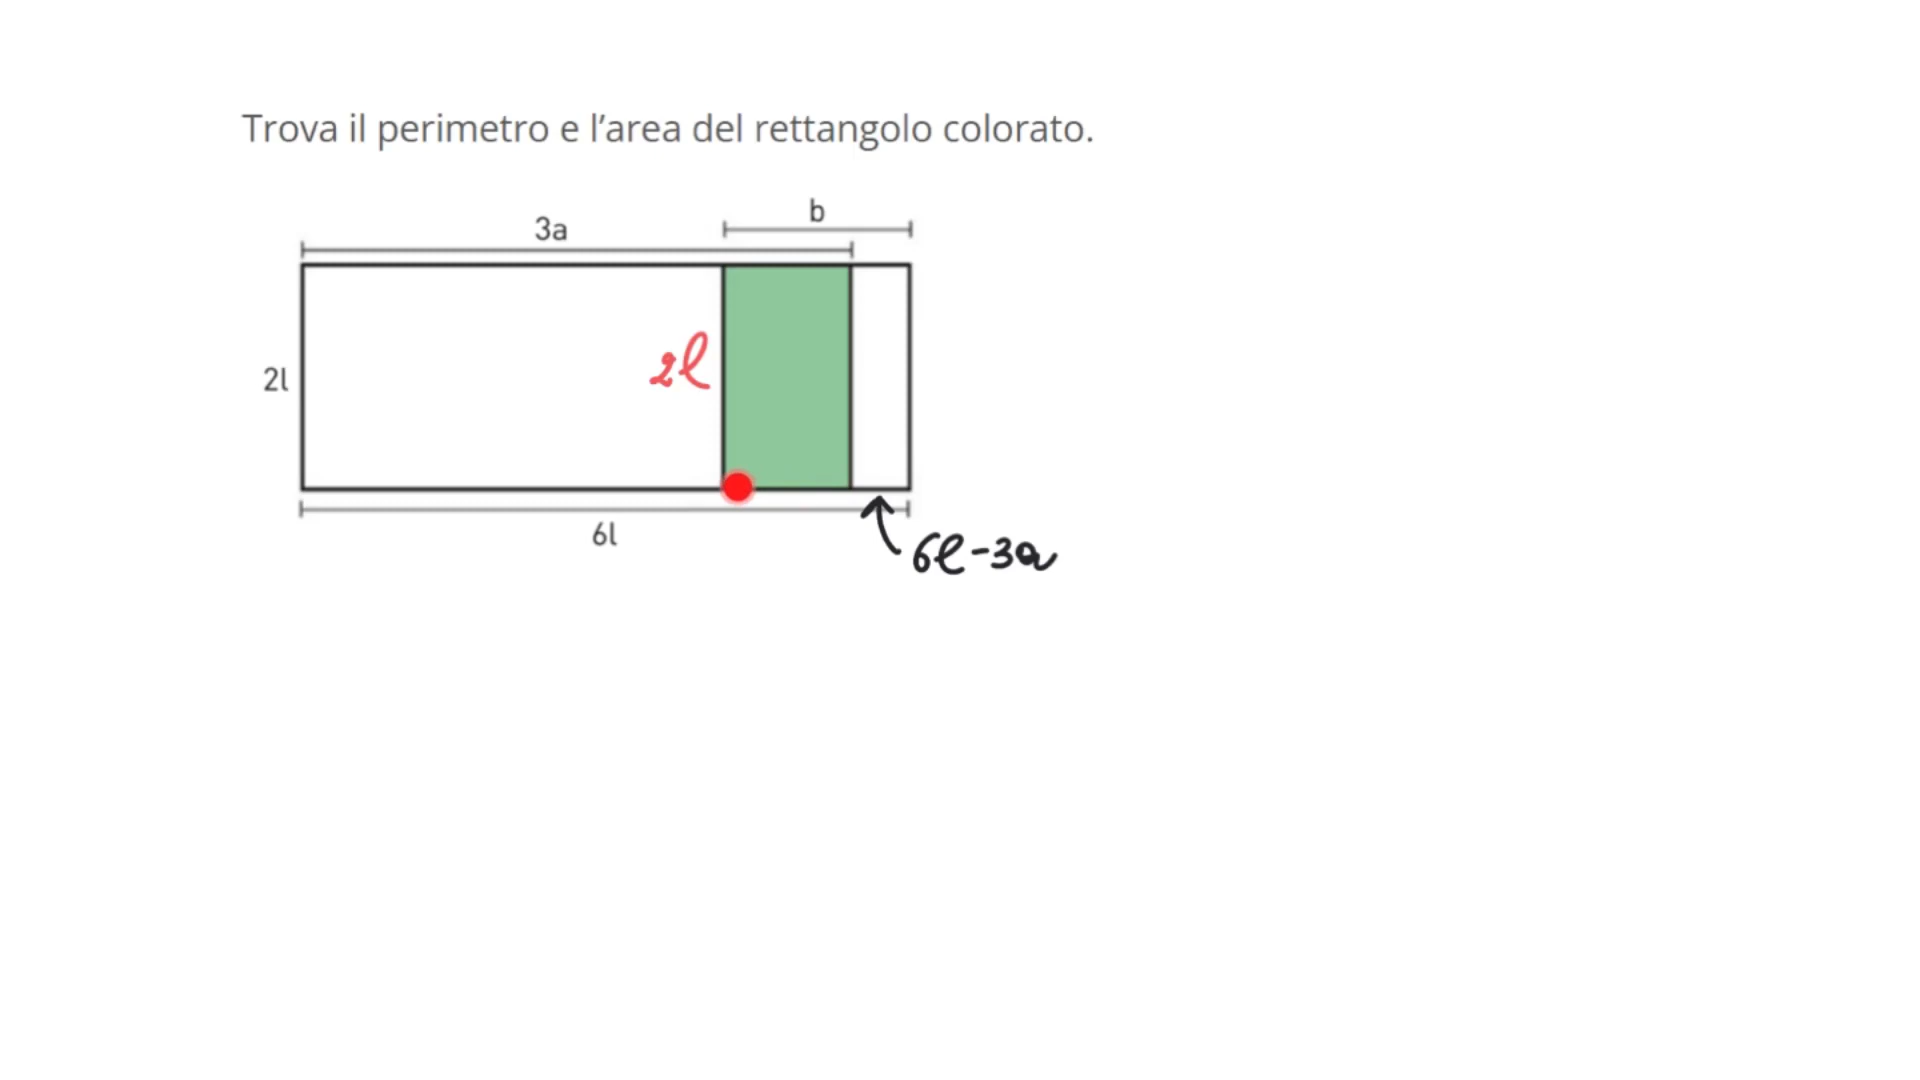 Trova il perimetro e l’area del rettangolo colorato.
b
3a
2l
2l
6l
6l-3a